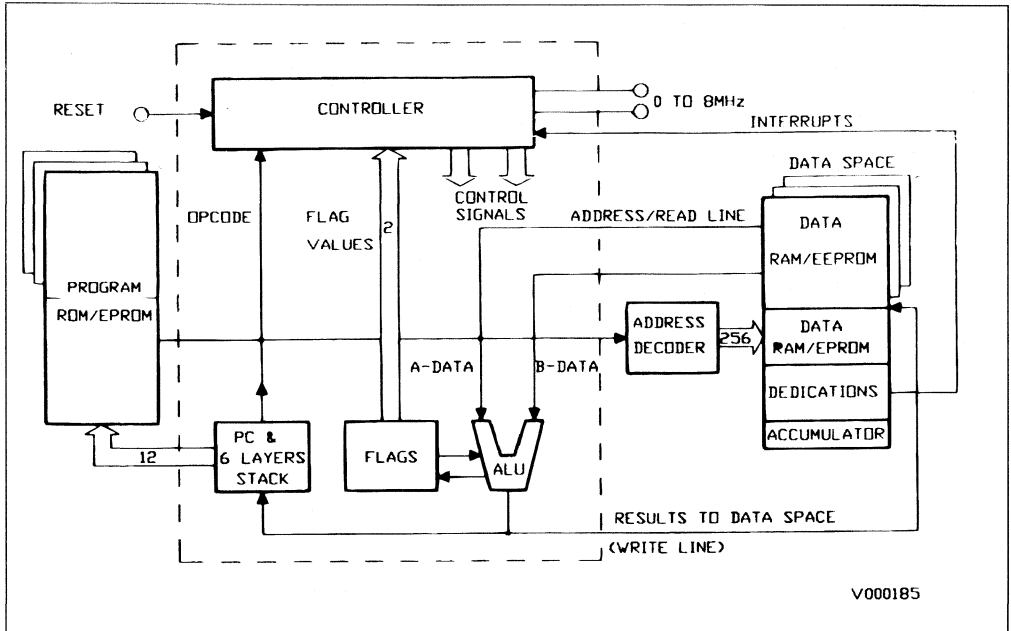 RESET
CONTROLLER
0 TO 8MHz
INTERRUPTS
DATA SPACE
OPCODE
FLAG
VALUES
2
CONTROL
SIGNALS
ADDRESS/READ LINE
DATA
RAM/EEPROM
PROGRAM
ROM/EPROM
ADDRESS
DECODER
256
DATA
RAM/EPROM
A-DATA
B-DATA
DEDICATIONS
ACCUMULATOR
12
PC &
6 LAYERS
STACK
FLAGS
ALU
RESULTS TO DATA SPACE
(WRITE LINE)
V000185